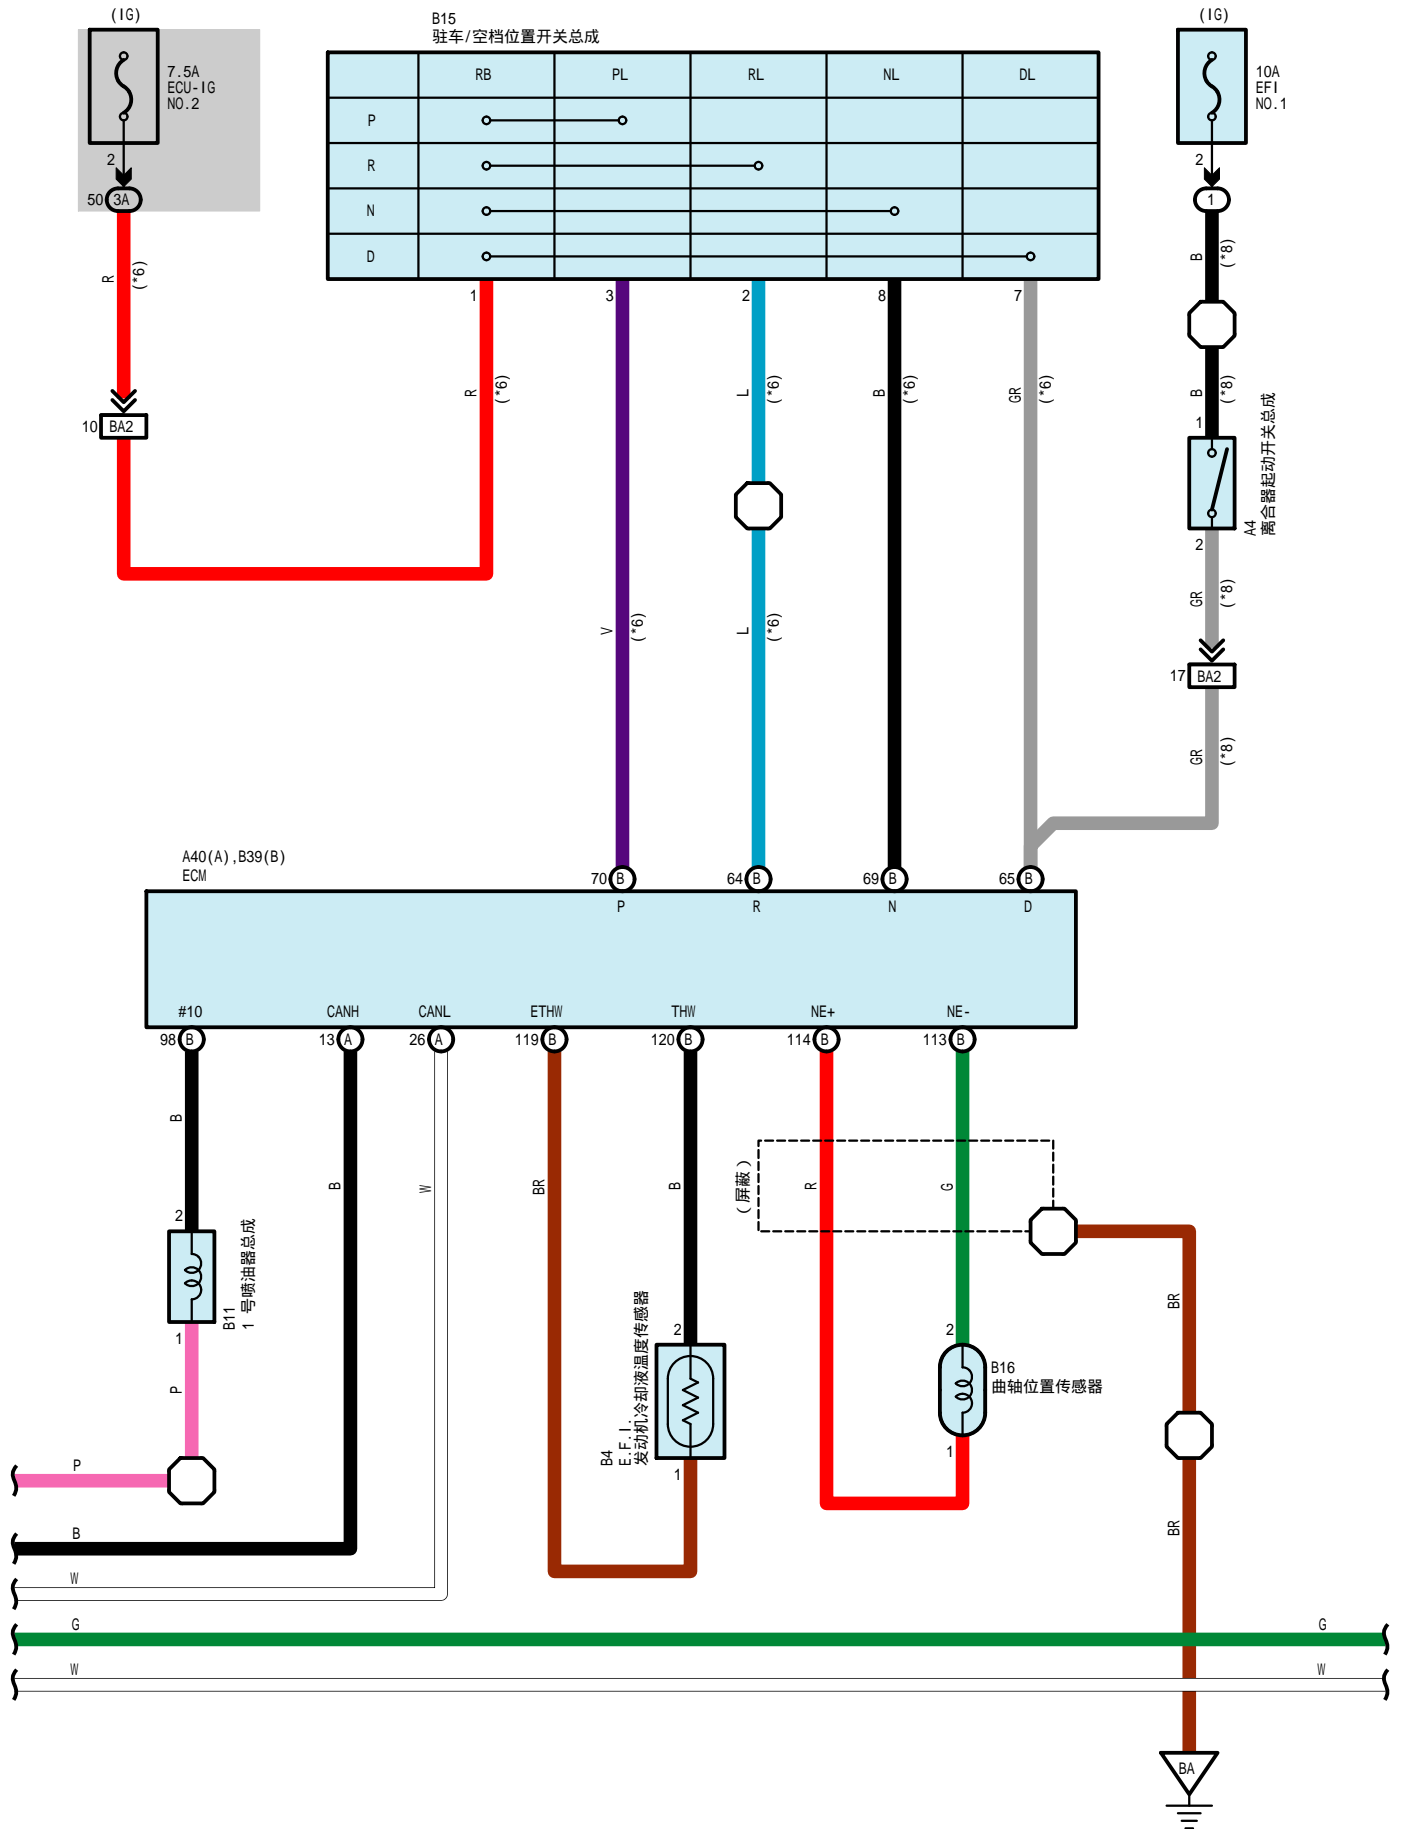 (IG)
7.5A
ECU-IG
NO.2
2
50 3A
R
(*6)
10 BA2
B15
驻车/空档位置开关总成
RB PL RL NL DL
P
R
N
D
1 3 2 8 7
R
(*6)
L
(*6)
B
(*6)
GR
(*6)
V
(*6)
L
(*6)
(IG)
10A
EFI
NO.1
2
1
B
(*8)
B
(*8)
1
A4
离合器起动开关总成
2
GR
(*8)
17 BA2
GR
(*8)
A40(A),B39(B)
ECM
70 B 64 B 69 B 65 B
P R N D
#10 CANH CANL ETHW THW NE+ NE-
98 B 13 A 26 A 119 B 120 B 114 B 113 B
B
B
W
BR
B
(屏蔽)
R
G
2
B11
1 号喷油器总成
1
P
2
B4
E.F.I.
发动机冷却液温度传感器
1
2
B16
曲轴位置传感器
1
BR
BR
P
B
W
G G
W W
BA